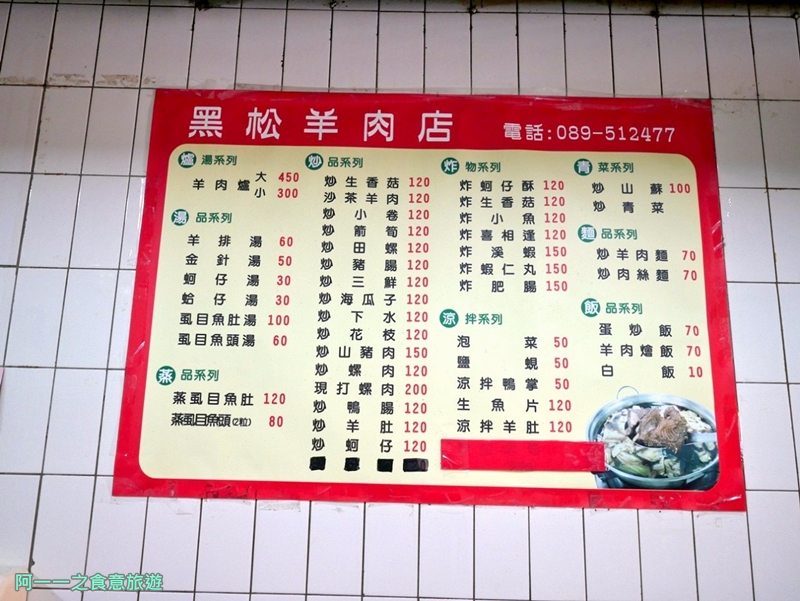 黑松羊肉店
電話:089-512477
爐湯系列
羊肉爐 大 450
小 300
湯品系列
羊排湯 60
金針湯 50
蚵仔湯 30
蛤仔湯 30
虱目魚肚湯 100
虱目魚頭湯 60
蒸品系列
蒸虱目魚肚 120
蒸虱目魚頭(2粒) 80
炒品系列
炒生香菇 120
沙茶羊肉 120
炒小卷 120
炒箭筍 120
炒田螺 120
炒豬腸 120
炒三鮮 120
炒海瓜子 120
炒下水 120
炒花枝 120
炒山豬肉 150
炒螺肉 120
現打螺肉 200
炒鴨腸 120
炒羊肚 120
炒蚵仔 120
炸物系列
炸蚵仔酥 120
炸生香菇 120
炸小魚 120
炸喜相逢 120
炸溪蝦 150
炸蝦仁丸 150
炸肥腸 150
涼拌系列
泡菜 50
鹽蜆 50
涼拌鴨掌 50
生魚片 120
涼拌羊肚 120
青菜系列
炒山蘇 100
炒青菜
麵品系列
炒羊肉麵 70
炒肉絲麵 70
飯品系列
蛋炒飯 70
羊肉燴飯 70
白飯 10
阿一一之食意旅遊